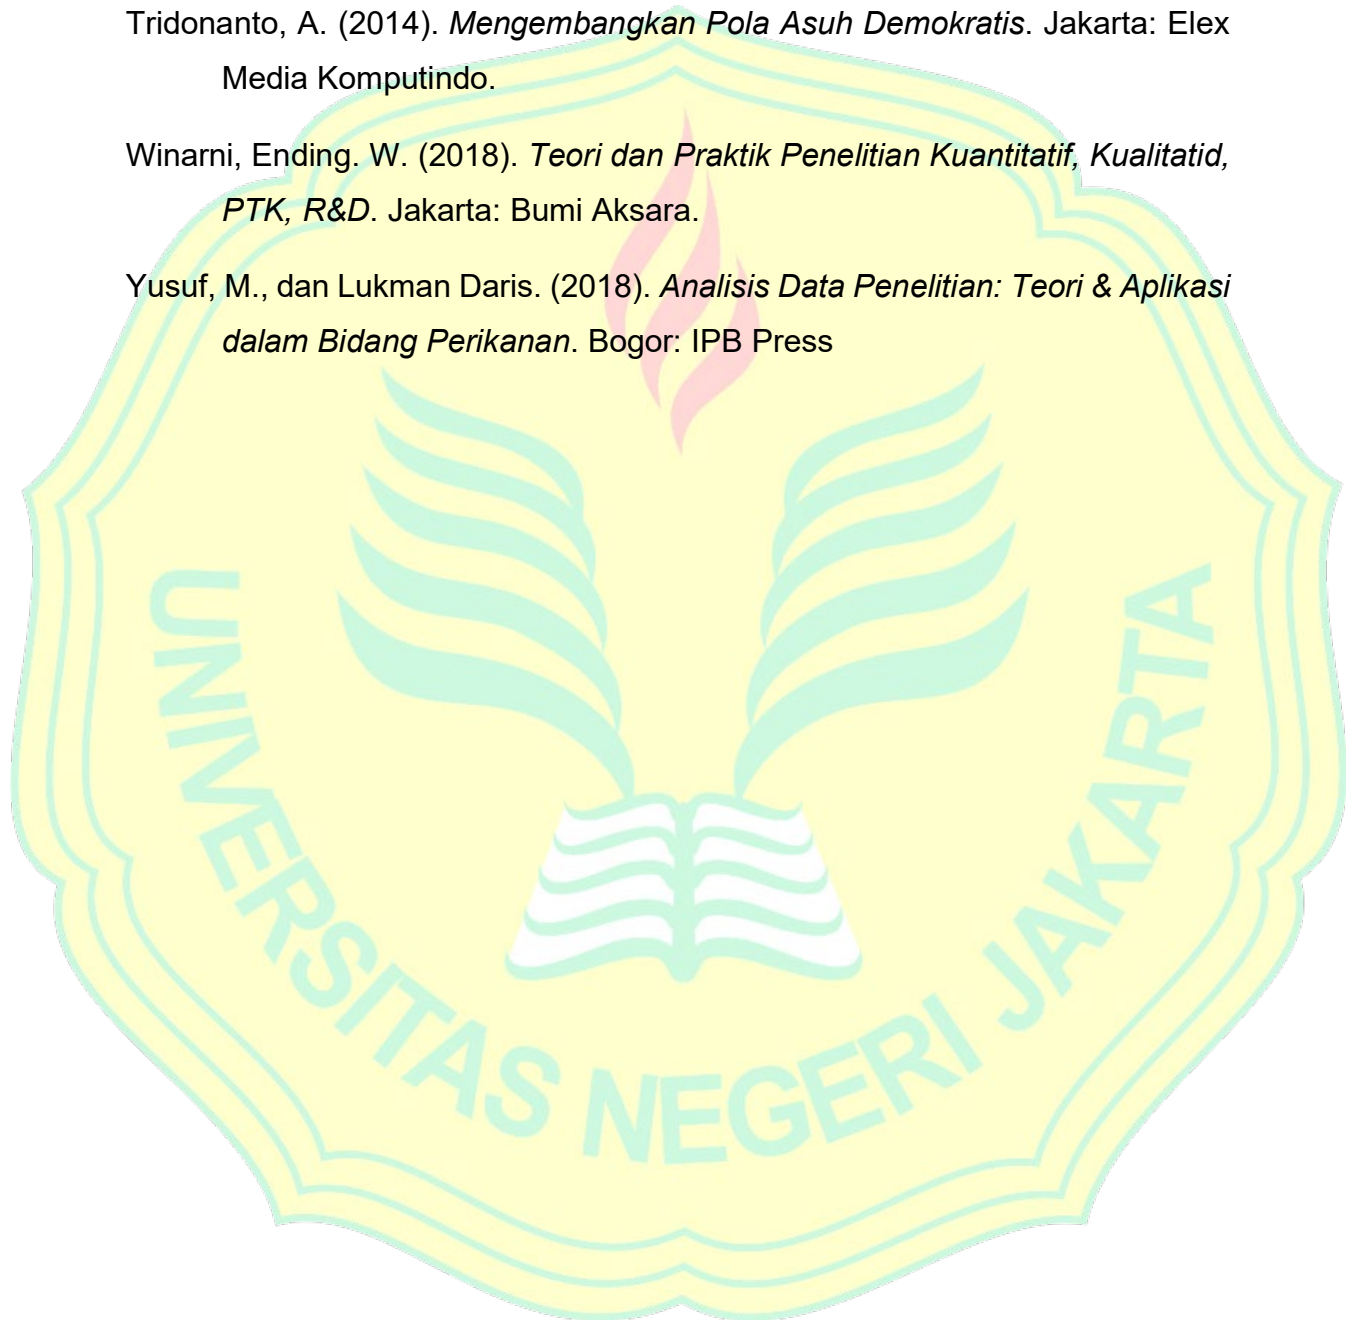 Tridonanto, A. (2014). Mengembangkan Pola Asuh Demokratis. Jakarta: Elex
Media Komputindo.
Winarni, Ending. W. (2018). Teori dan Praktik Penelitian Kuantitatif, Kualitatid,
PTK, R&D. Jakarta: Bumi Aksara.
Yusuf, M., dan Lukman Daris. (2018). Analisis Data Penelitian: Teori & Aplikasi
dalam Bidang Perikanan. Bogor: IPB Press
UNIVERSITAS NEGERI JAKARTA